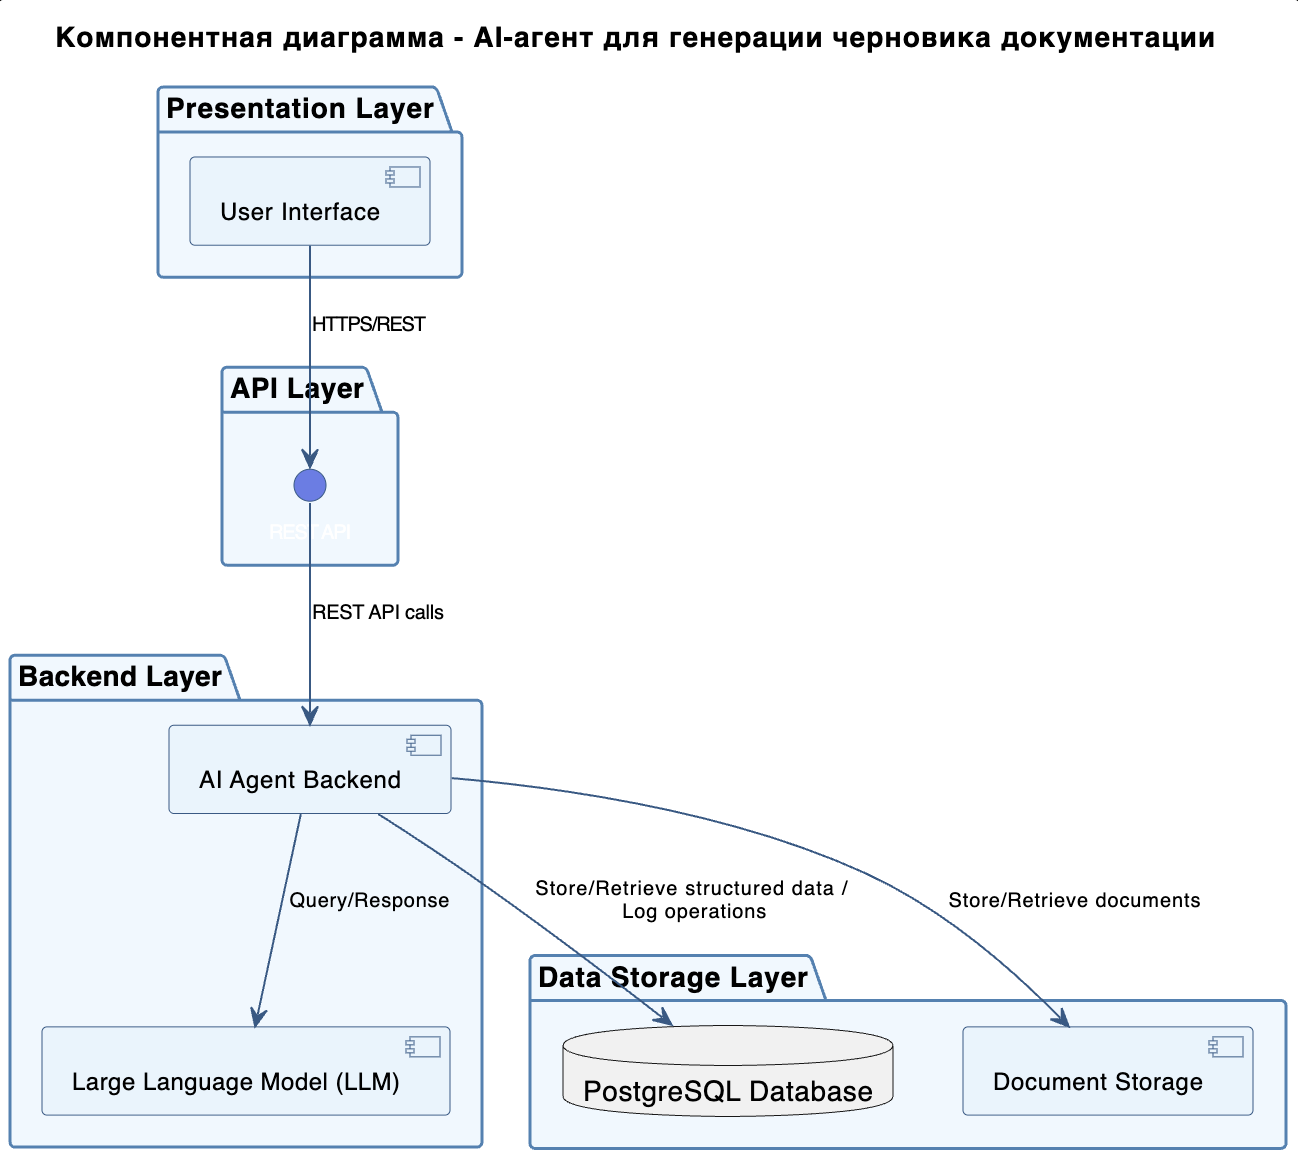 Компонентная диаграмма - AI-агент для генерации черновика документации
Presentation Layer
User Interface
HTTPS/REST
API Layer
REST API
REST API calls
Backend Layer
AI Agent Backend
Query/Response
Store/Retrieve structured data /
Log operations
Store/Retrieve documents
Data Storage Layer
Large Language Model (LLM)
PostgreSQL Database
Document Storage